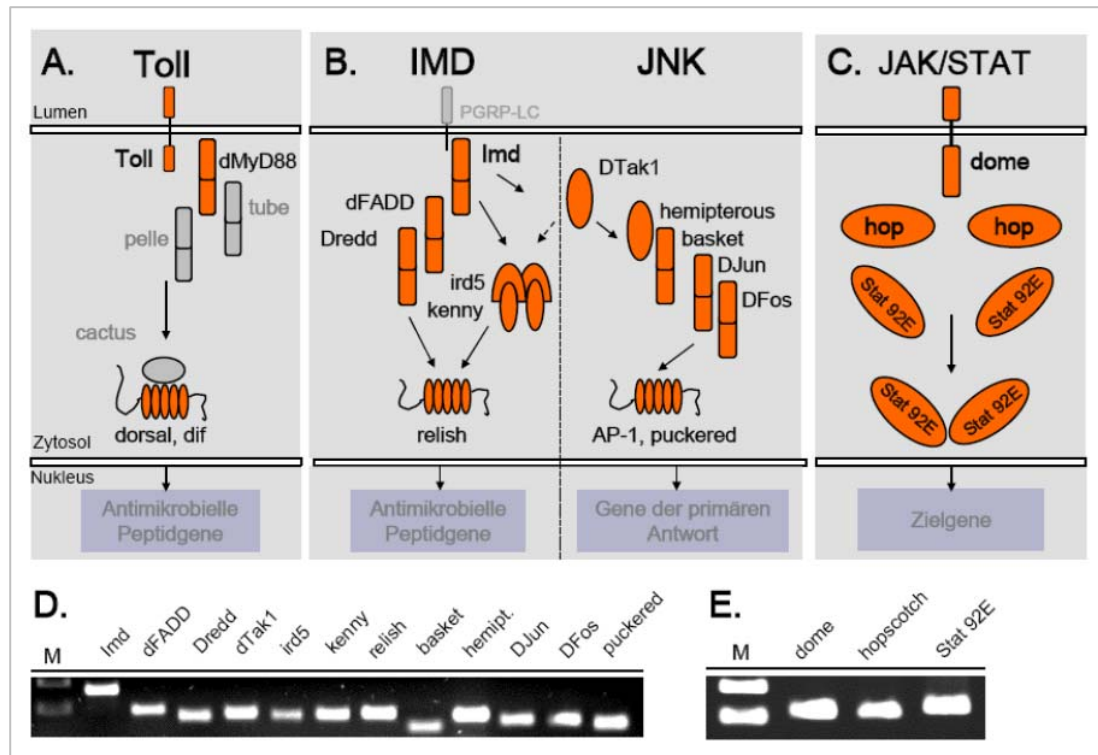 A.
Toll
Lumen
Toll
dMyD88
tube
pelle
cactus
dorsal, dif
Zytosol
Nukleus
Antimikrobielle
Peptidgene
B.
IMD
JNK
PGRP-LC
Imd
dFADD
Dredd
ird5
kenny
relish
Antimikrobielle
Peptidgene
DTak1
hemipterous
basket
DJun
DFos
AP-1, puckered
Gene der primären
Antwort
C.
JAK/STAT
dome
hop
hop
Stat 92E
Stat 92E
Stat 92E
Stat 92E
Zielgene
D.
M
Imd
dFADD
Dredd
dTak1
ird5
kenny
relish
basket
hemipt.
DJun
DFos
puckered
E.
M
dome
hopscotch
Stat 92E